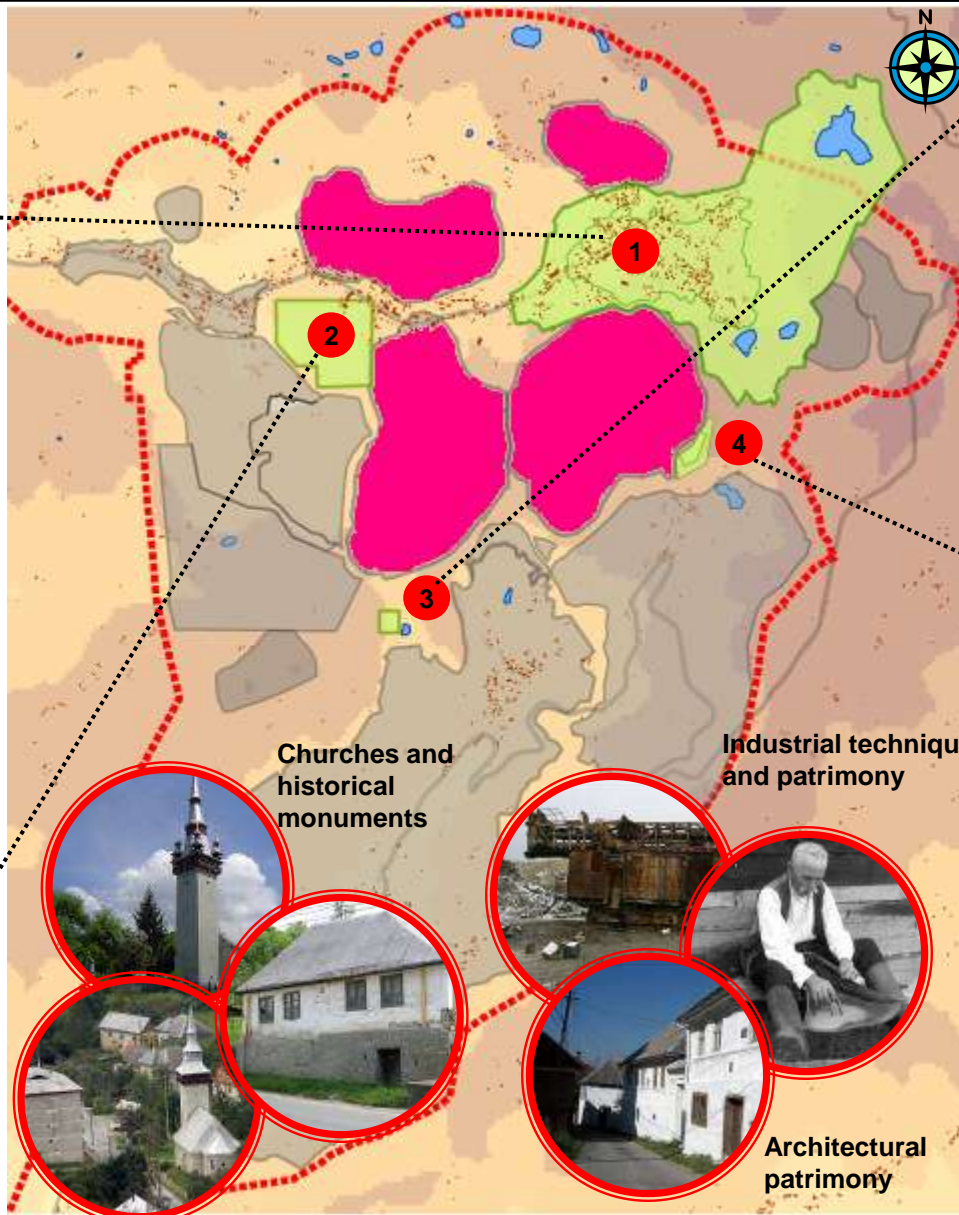 N
1
2
4
3
Churches and
historical
monuments
Industrial techniqu
and patrimony
Architectural
patrimony